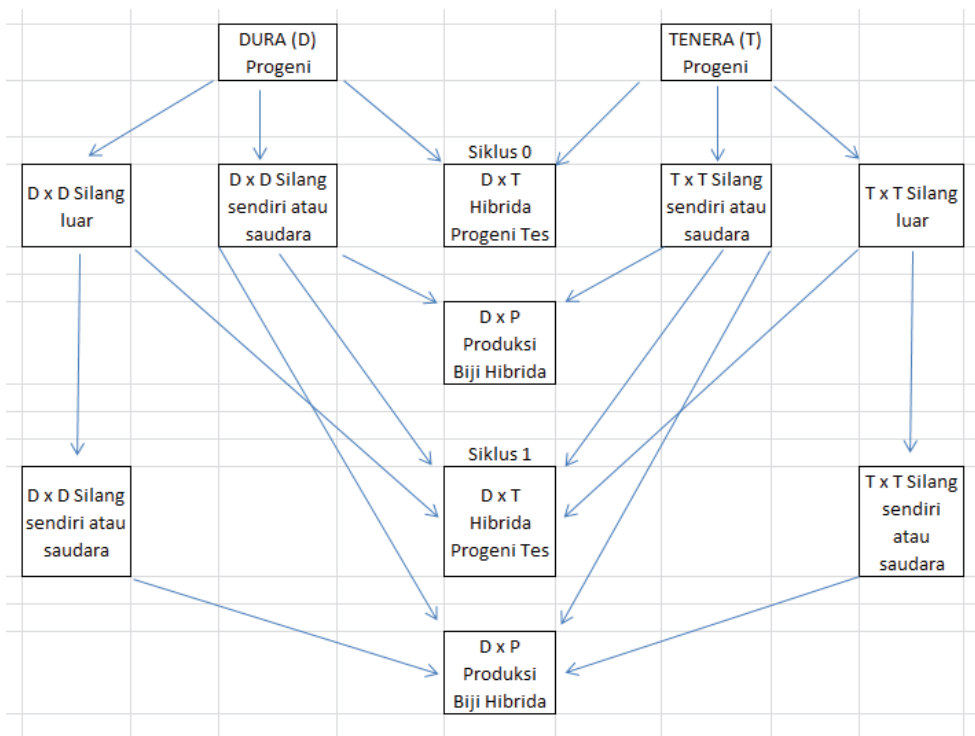 DURA (D)
Progeni
TENERA (T)
Progeni
D x D Silang
luar
D x D Silang
sendiri atau
saudara
Siklus 0
D x T
Hibrida
Progeni Tes
T x T Silang
sendiri atau
saudara
T x T Silang
luar
D x P
Produksi
Biji Hibrida
D x D Silang
sendiri atau
saudara
Siklus 1
D x T
Hibrida
Progeni Tes
T x T Silang
sendiri
atau
saudara
D x P
Produksi
Biji Hibrida